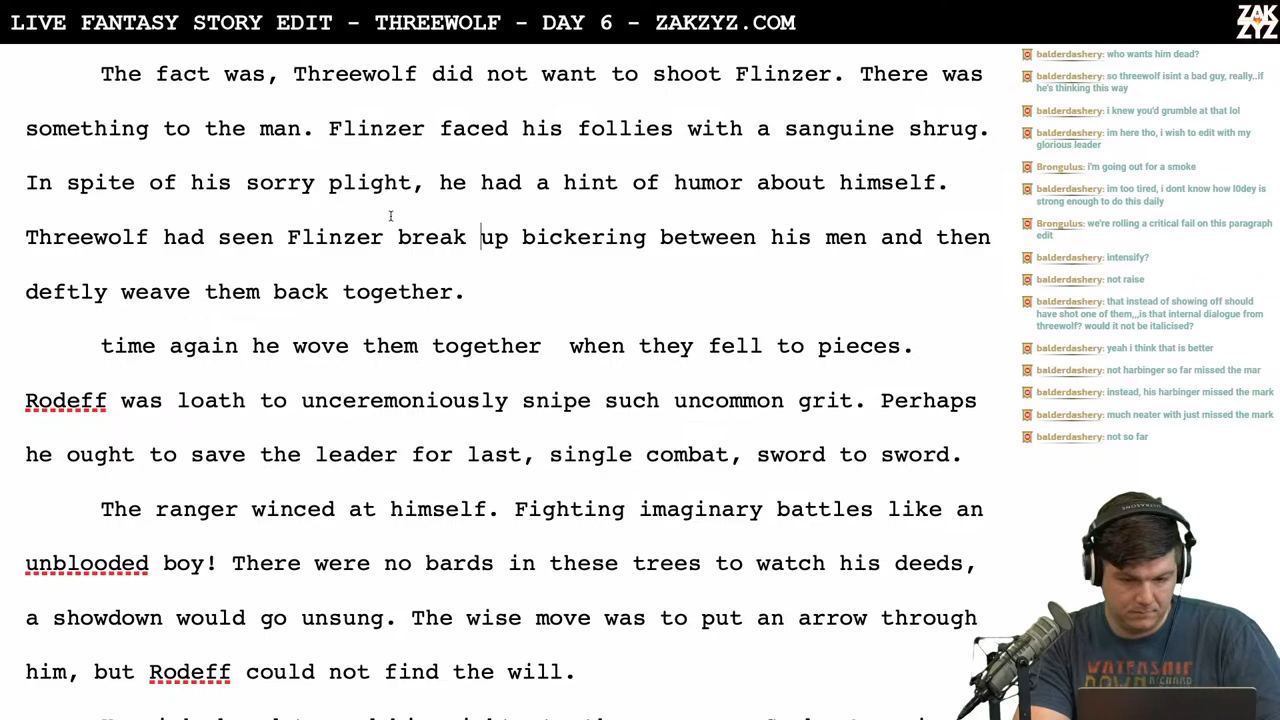 LIVE FANTASY STORY EDIT - THREEWOLF - DAY 6 - ZAKZYZ.COM
ZAK
ZYZ
The fact was, Threewolf did not want to shoot Flinzer. There was
something to the man. Flinzer faced his follies with a sanguine shrug.
In spite of his sorry plight, he had a hint of humor about himself.
Threewolf had seen Flinzer break up bickering between his men and then
deftly weave them back together.
time again he wove them together when they fell to pieces.
Rodeff was loath to unceremoniously snipe such uncommon grit. Perhaps
he ought to save the leader for last, single combat, sword to sword.
The ranger winced at himself. Fighting imaginary battles like an
unblooded boy! There were no bards in these trees to watch his deeds,
a showdown would go unsung. The wise move was to put an arrow through
him, but Rodeff could not find the will.
balderdashery: who wants him dead?
balderdashery: so threewolf isint a bad guy, really..if
he's thinking this way
balderdashery: i knew you'd grumble at that lol
balderdashery: im here tho, i wish to edit with my
glorious leader
Brongulus: i'm going out for a smoke
balderdashery: im too tired, i dont know how l0dey is
strong enough to do this daily
Brongulus: we're rolling a critical fail on this paragraph
edit
balderdashery: intensify?
balderdashery: not raise
balderdashery: that instead of showing off should
have shot one of them,,,is that internal dialogue from
threewolf? would it not be italicised?
balderdashery: yeah i think that is better
balderdashery: not harbinger so far missed the mar
balderdashery: instead, his harbinger missed the mark
balderdashery: much neater with just missed the mark
balderdashery: not so far
WATERSHIP
DOWN